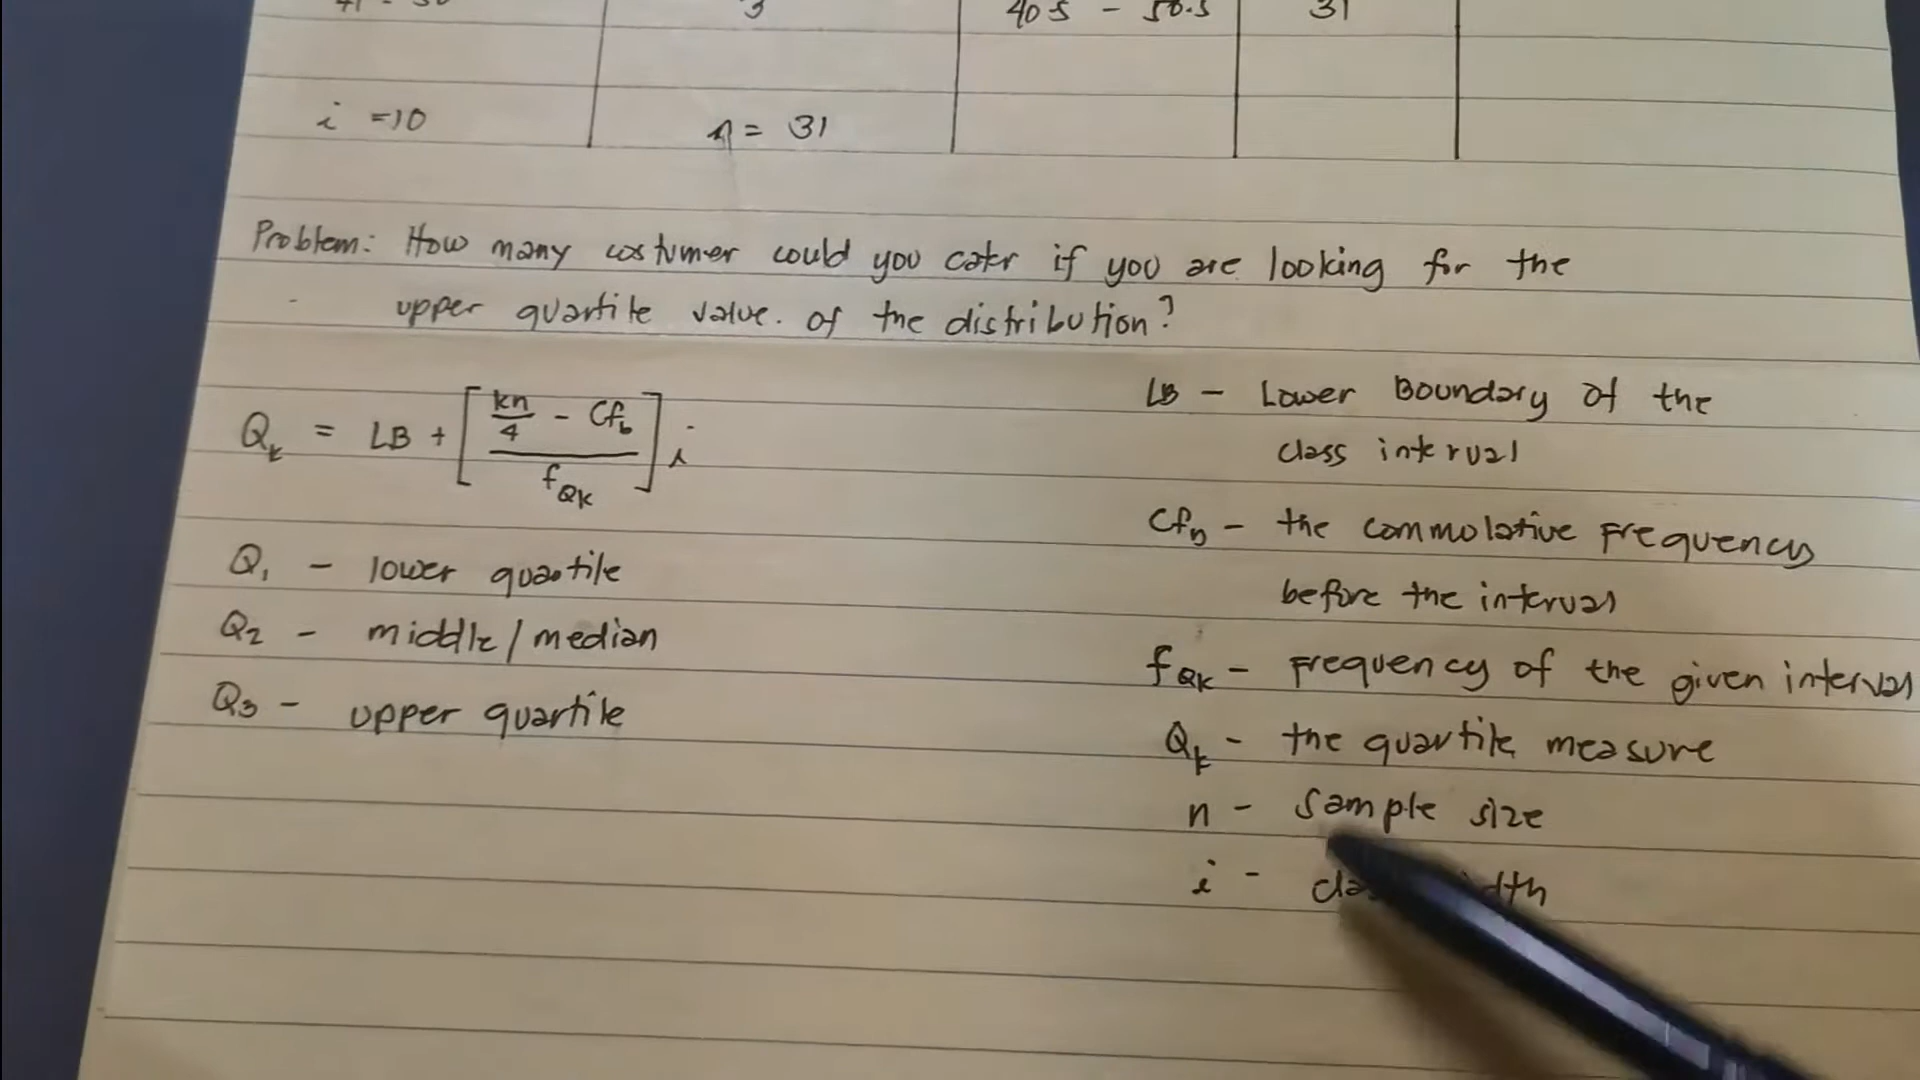 41 - 50 3 40.5 - 50.5 31
i = 10 n = 31
Problem: How many costumer could you cater if you are looking for the
upper quartile value. of the distribution?
Qk = LB + [ kn/4 - Cfb / fQk ] i
LB - Lower Boundary of the
class interval
Cfb - the commolative Frequency
before the interval
Q1 - lower quartile
Q2 - middle/median
Q3 - upper quartile
fQk - Frequency of the given interval
Qk - the quartile measure
n - sample size
i -